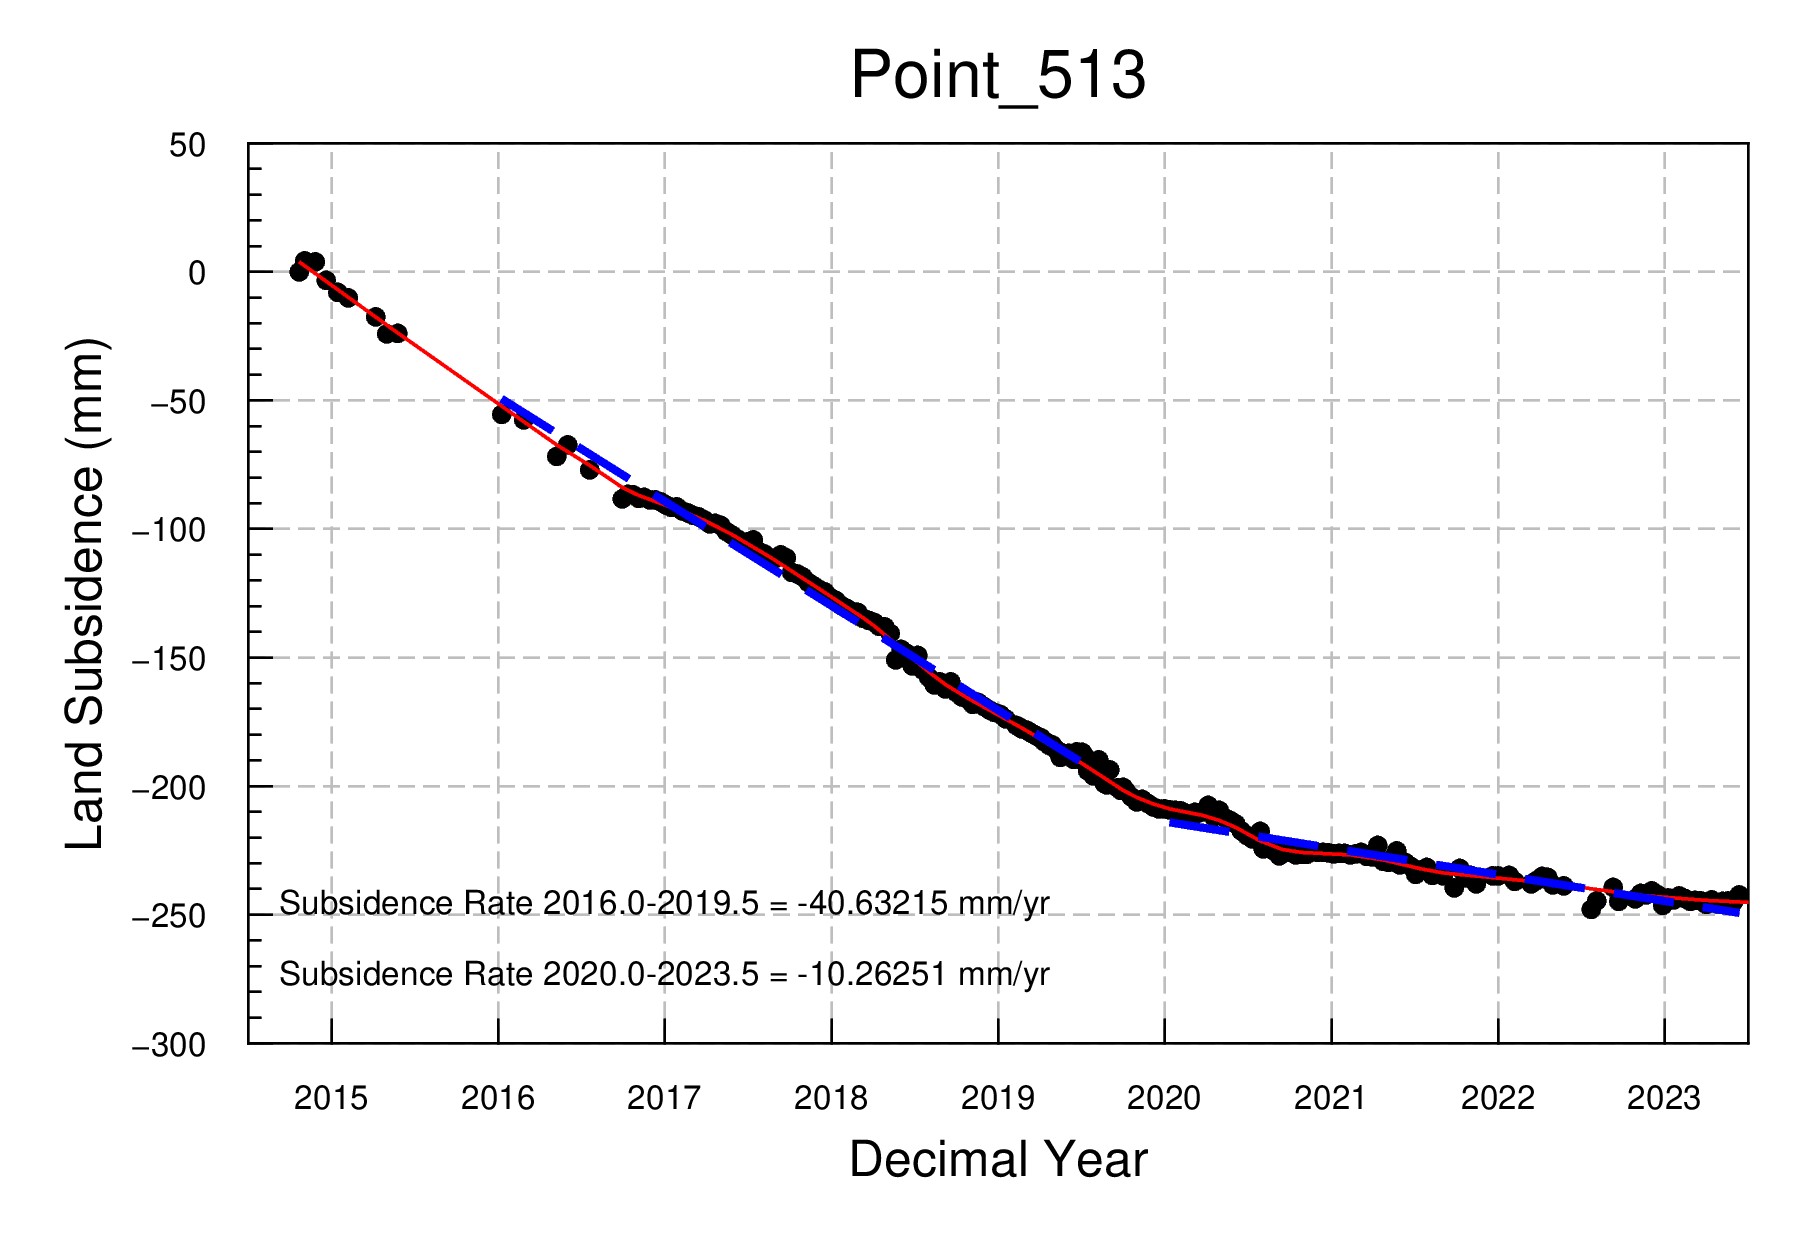 Point_513
50
0
−50
−100
−150
−200
−250
−300
Land Subsidence (mm)
Subsidence Rate 2016.0-2019.5 = -40.63215 mm/yr
Subsidence Rate 2020.0-2023.5 = -10.26251 mm/yr
2015 2016 2017 2018 2019 2020 2021 2022 2023
Decimal Year